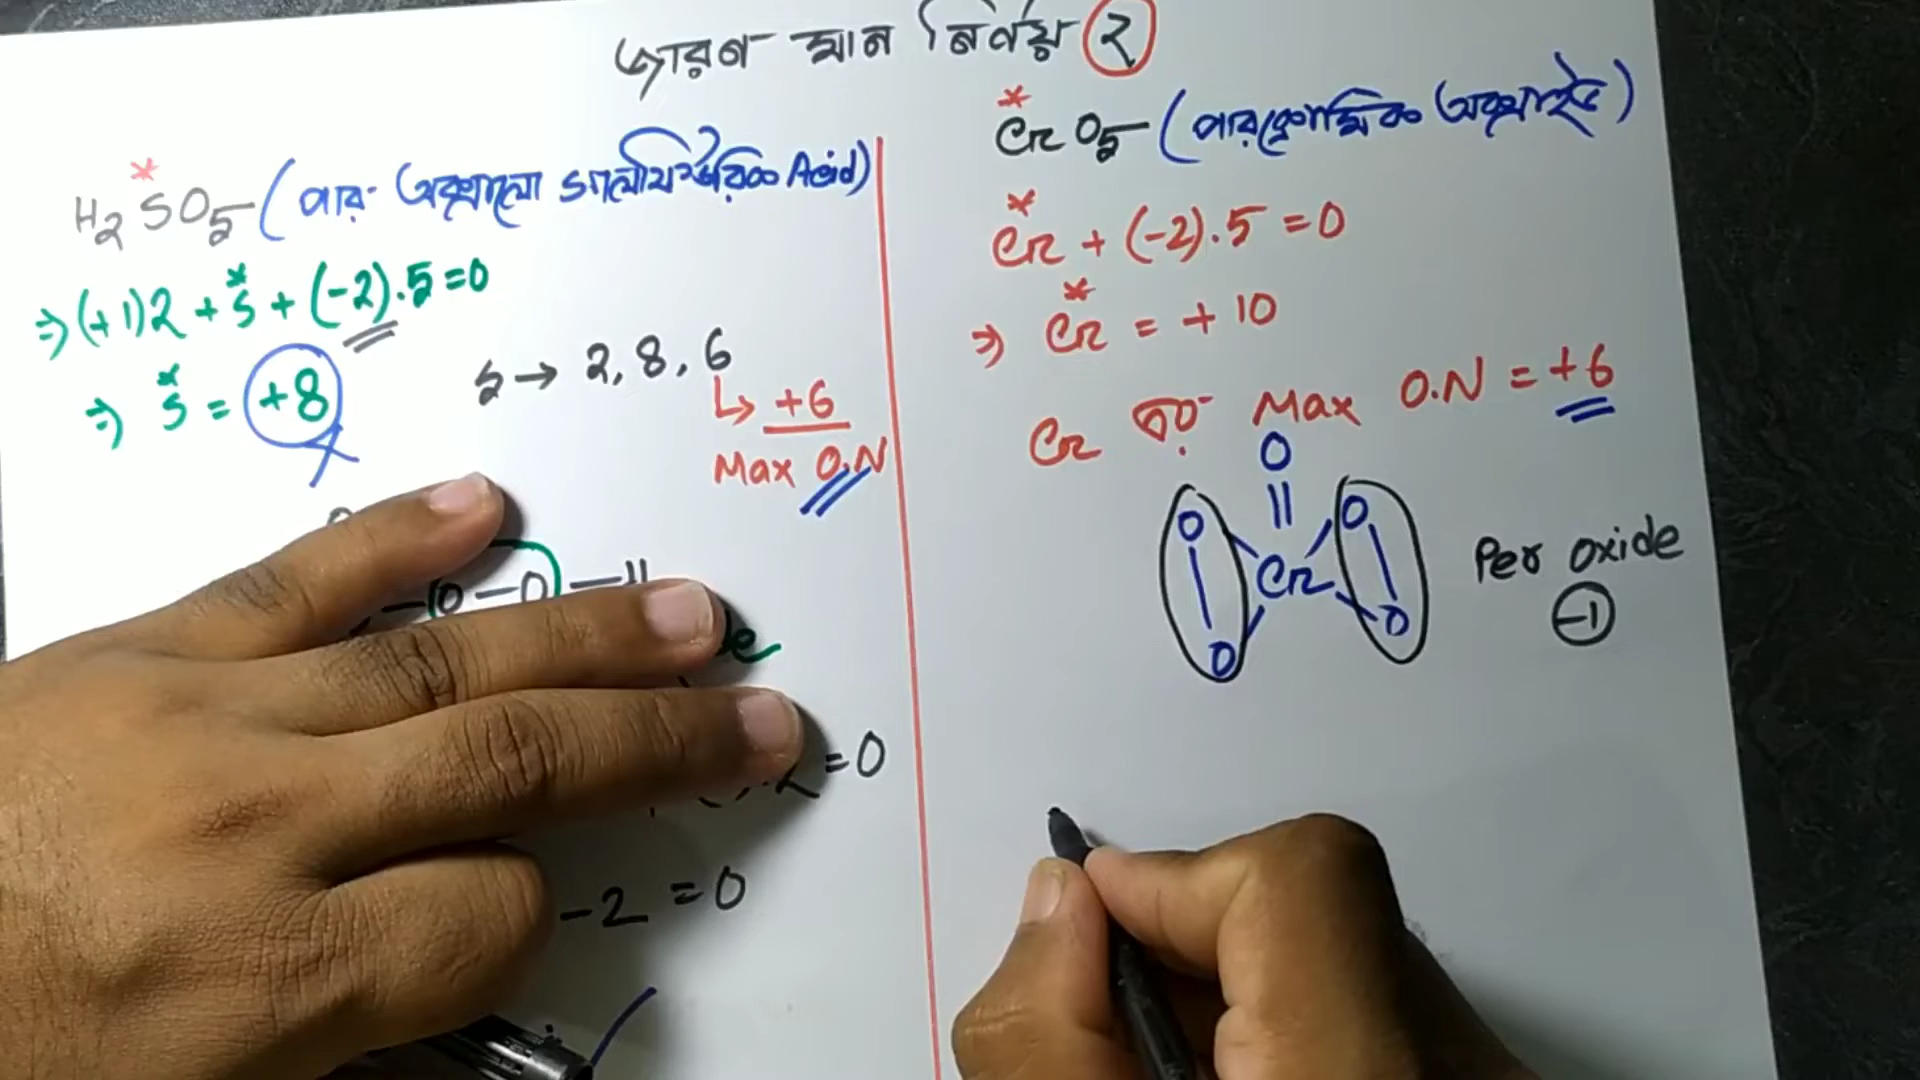 জারণ মান নির্ণয় ২
H2SO5 (পার অক্সালো সালফিউরিক Acid)
⇒ (+1)2 + S + (-2).5 = 0
⇒ S = +8
S → 2, 8, 6
↳ +6
Max O.N
O - O
-2 = 0
= 0
* CrO5 (পারক্রোমিক অক্সাইড)
Cr + (-2).5 = 0
⇒ Cr = +10
Cr এর Max O.N = +6
O
O Cr O
O O
Per oxide
-1